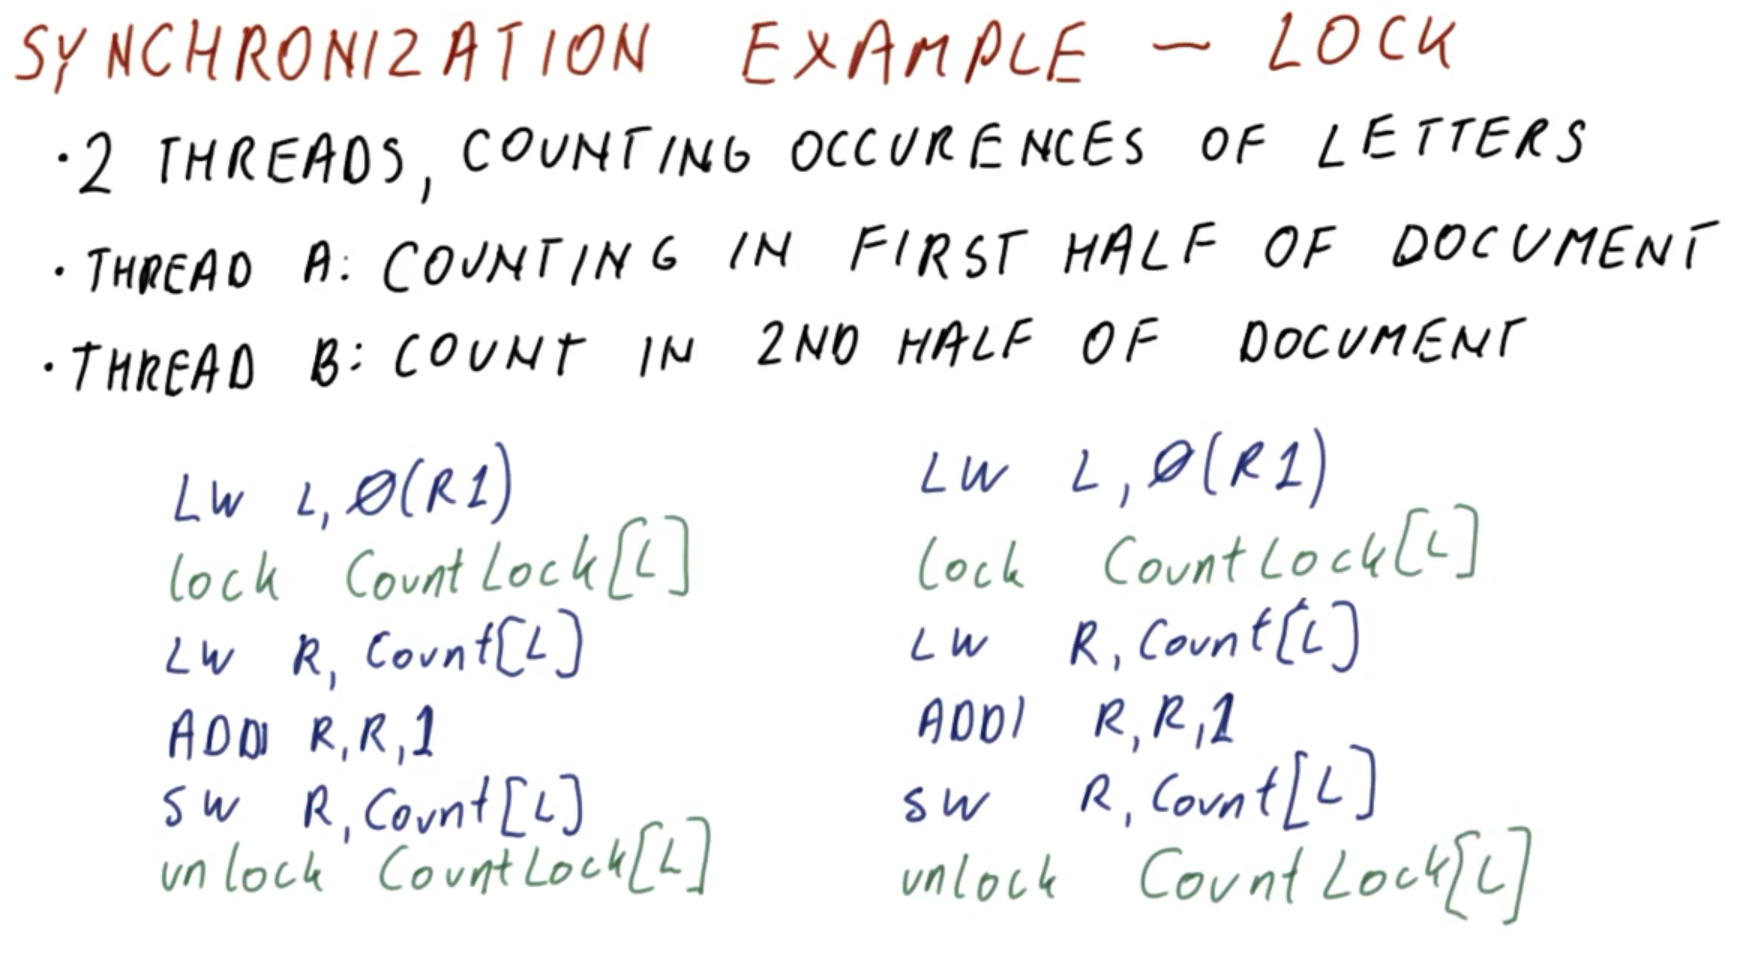 SYNCHRONIZATION EXAMPLE – LOCK
· 2 THREADS, COUNTING OCCURENCES OF LETTERS
· THREAD A: COUNTING IN FIRST HALF OF DOCUMENT
· THREAD B: COUNT IN 2ND HALF OF DOCUMENT
LW L, Ø(R1)
lock CountLock[L]
LW R, Count[L]
ADDI R, R, 1
SW R, Count[L]
unlock CountLock[L]
LW L, Ø(R1)
lock CountLock[L]
LW R, Count[L]
ADDI R, R, 1
SW R, Count[L]
unlock CountLock[L]